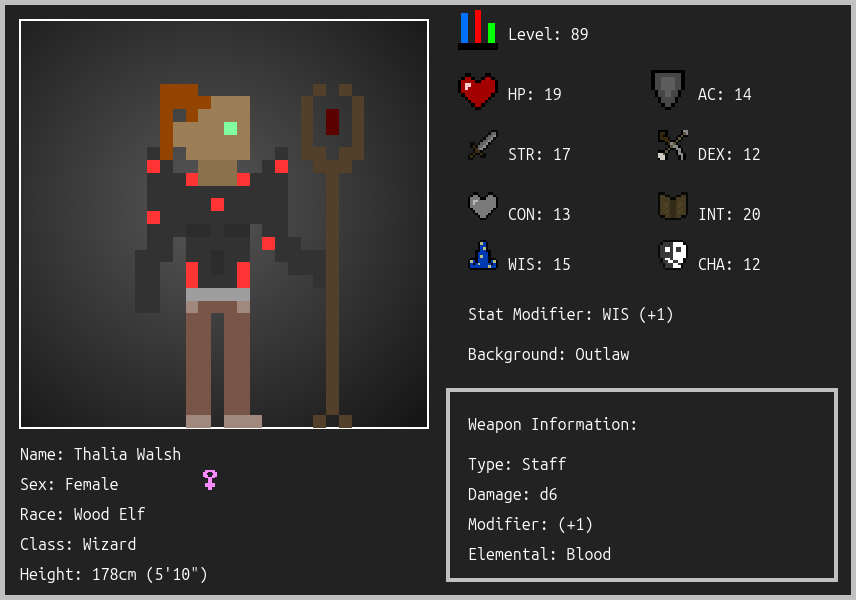 Level: 89
HP: 19
AC: 14
STR: 17
DEX: 12
CON: 13
INT: 20
WIS: 15
CHA: 12
Stat Modifier: WIS (+1)
Background: Outlaw
Weapon Information:
Type: Staff
Damage: d6
Modifier: (+1)
Elemental: Blood
Name: Thalia Walsh
Sex: Female
Race: Wood Elf
Class: Wizard
Height: 178cm (5'10")